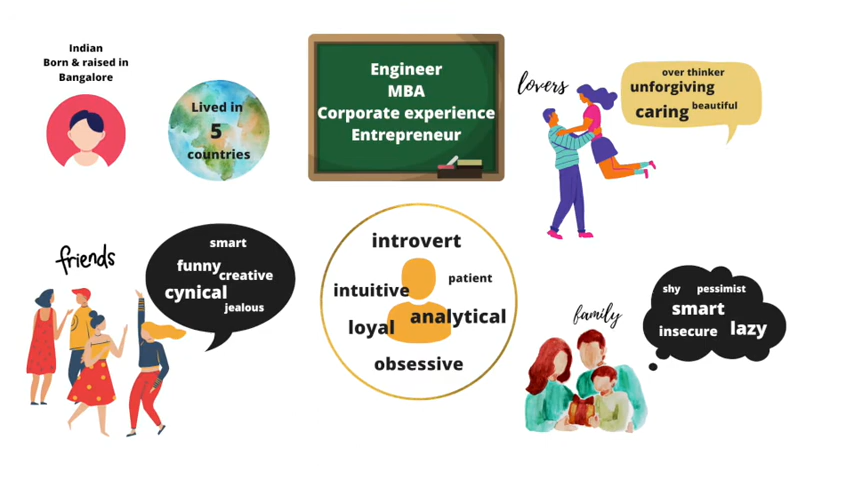 Indian
Born & raised in
Bangalore
Lived in
5
countries
Engineer
MBA
Corporate experience
Entrepreneur
lovers
over thinker
unforgiving
caring beautiful
friends
smart
funny
creative
cynical
jealous
introvert
patient
intuitive
analytical
loyal
obsessive
family
shy pessimist
smart
insecure lazy